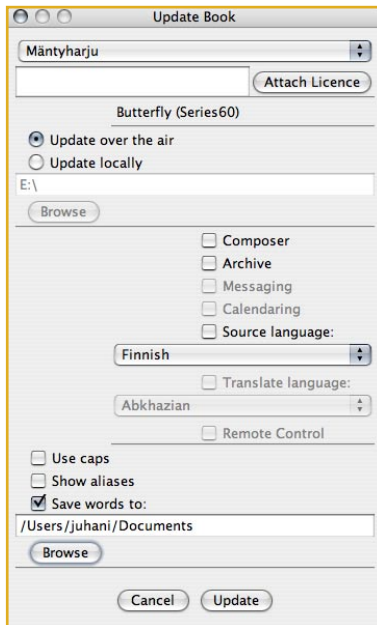 Update Book
Mäntyharju
Attach Licence
Butterfly (Series60)
Update over the air
Update locally
E:\
Browse
Composer
Archive
Messaging
Calendaring
Source language:
Finnish
Translate language:
Abkhazian
Remote Control
Use caps
Show aliases
Save words to:
/Users/juhani/Documents
Browse
Cancel Update